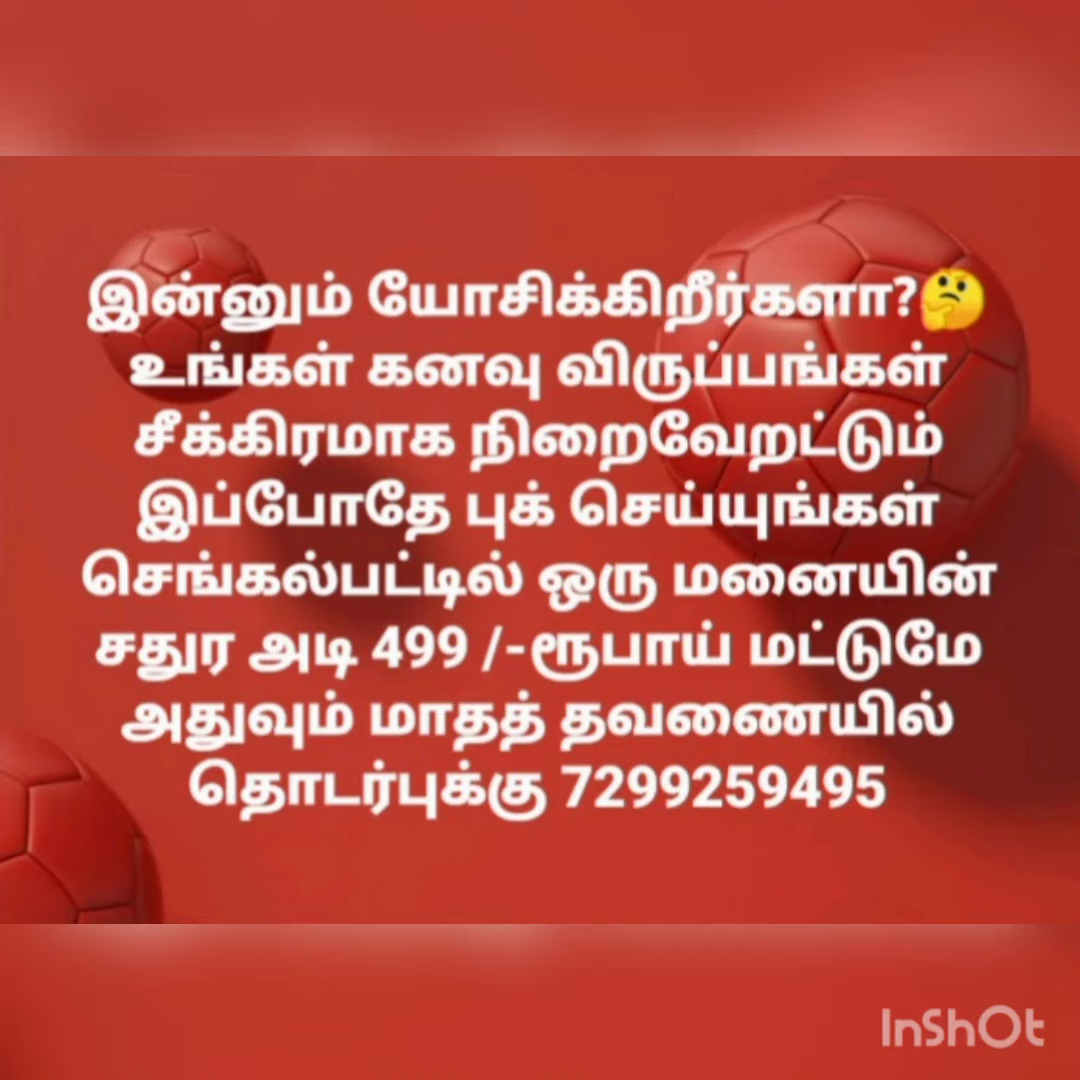 இன்னும் யோசிக்கிறீர்களா?🤔
உங்கள் கனவு விருப்பங்கள்
சீக்கிரமாக நிறைவேறட்டும்
இப்போதே புக் செய்யுங்கள்
செங்கல்பட்டில் ஒரு மனையின்
சதுர அடி 499 /-ரூபாய் மட்டுமே
அதுவும் மாதத் தவணையில்
தொடர்புக்கு 7299259495
InShOt